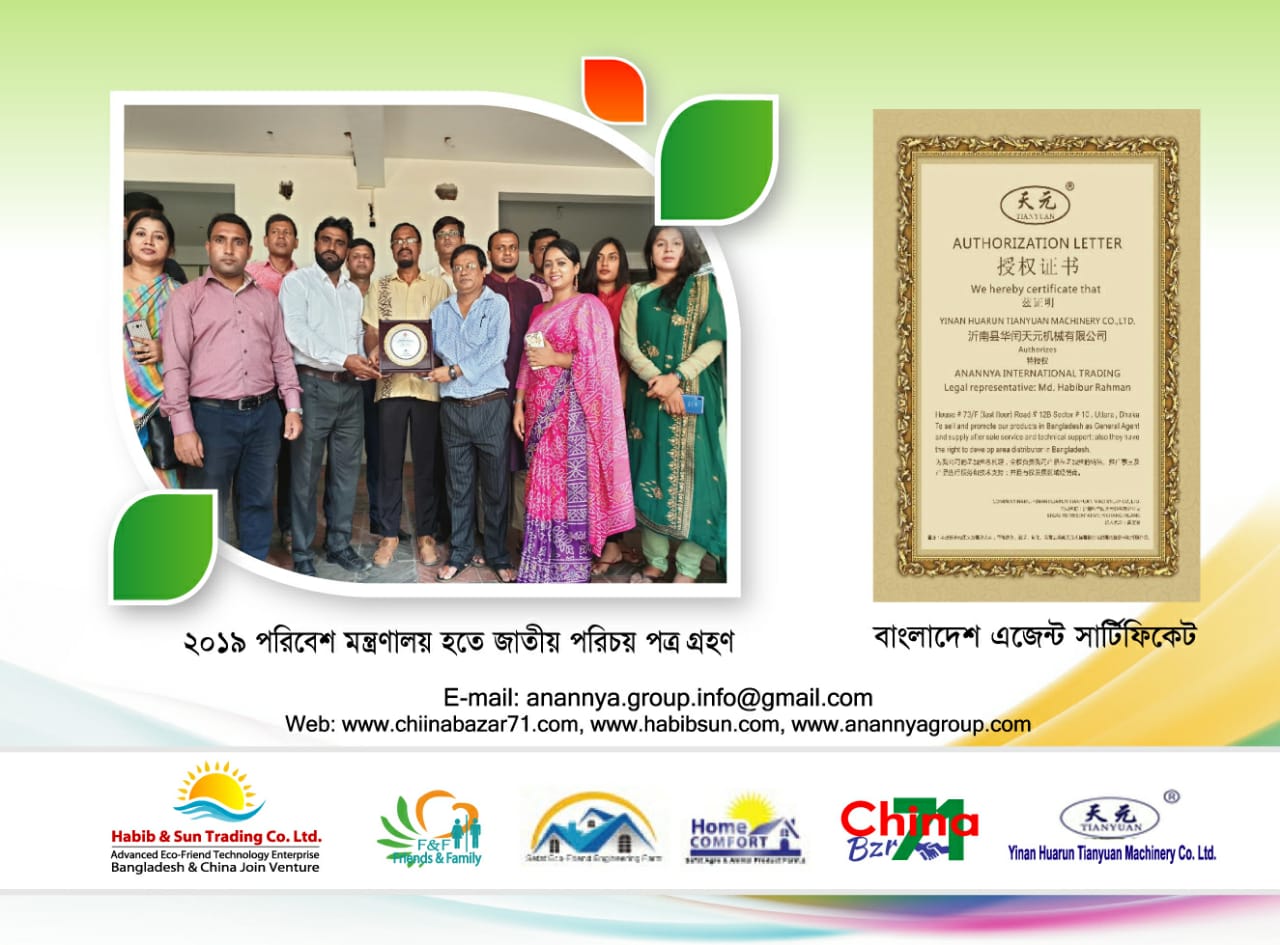 天元®
TIANYUAN
AUTHORIZATION LETTER
授权证书
We hereby certificate that
兹证明
YINAN HUARUN TIANYUAN MACHINERY CO.,LTD.
沂南县华闰天元机械有限公司
Authorizes
特授权
ANANNYA INTERNATIONAL TRADING
Legal representative: Md. Habibur Rahman
House # 73/F (East floor) Road # 12B Sector # 10, Uttara, Dhaka
To sell and promote our products in Bangladesh as General Agent
and supply after sale service and technical support; also they have
the right to develop area distributor in Bangladesh.
২০১৯ পরিবেশ মন্ত্রণালয় হতে জাতীয় পরিচয় পত্র গ্রহণ
বাংলাদেশ এজেন্ট সার্টিফিকেট
E-mail: anannya.group.info@gmail.com
Web: www.chiinabazar71.com, www.habibsun.com, www.anannyagroup.com
Habib & Sun Trading Co. Ltd.
Advanced Eco-Friend Technology Enterprise
Bangladesh & China Join Venture
F&F
Friends & Family
Eco-Friend Engineering Farm
Home
COMFORT
China
71
Bzr
天元®
TIANYUAN
Yinan Huarun Tianyuan Machinery Co. Ltd.